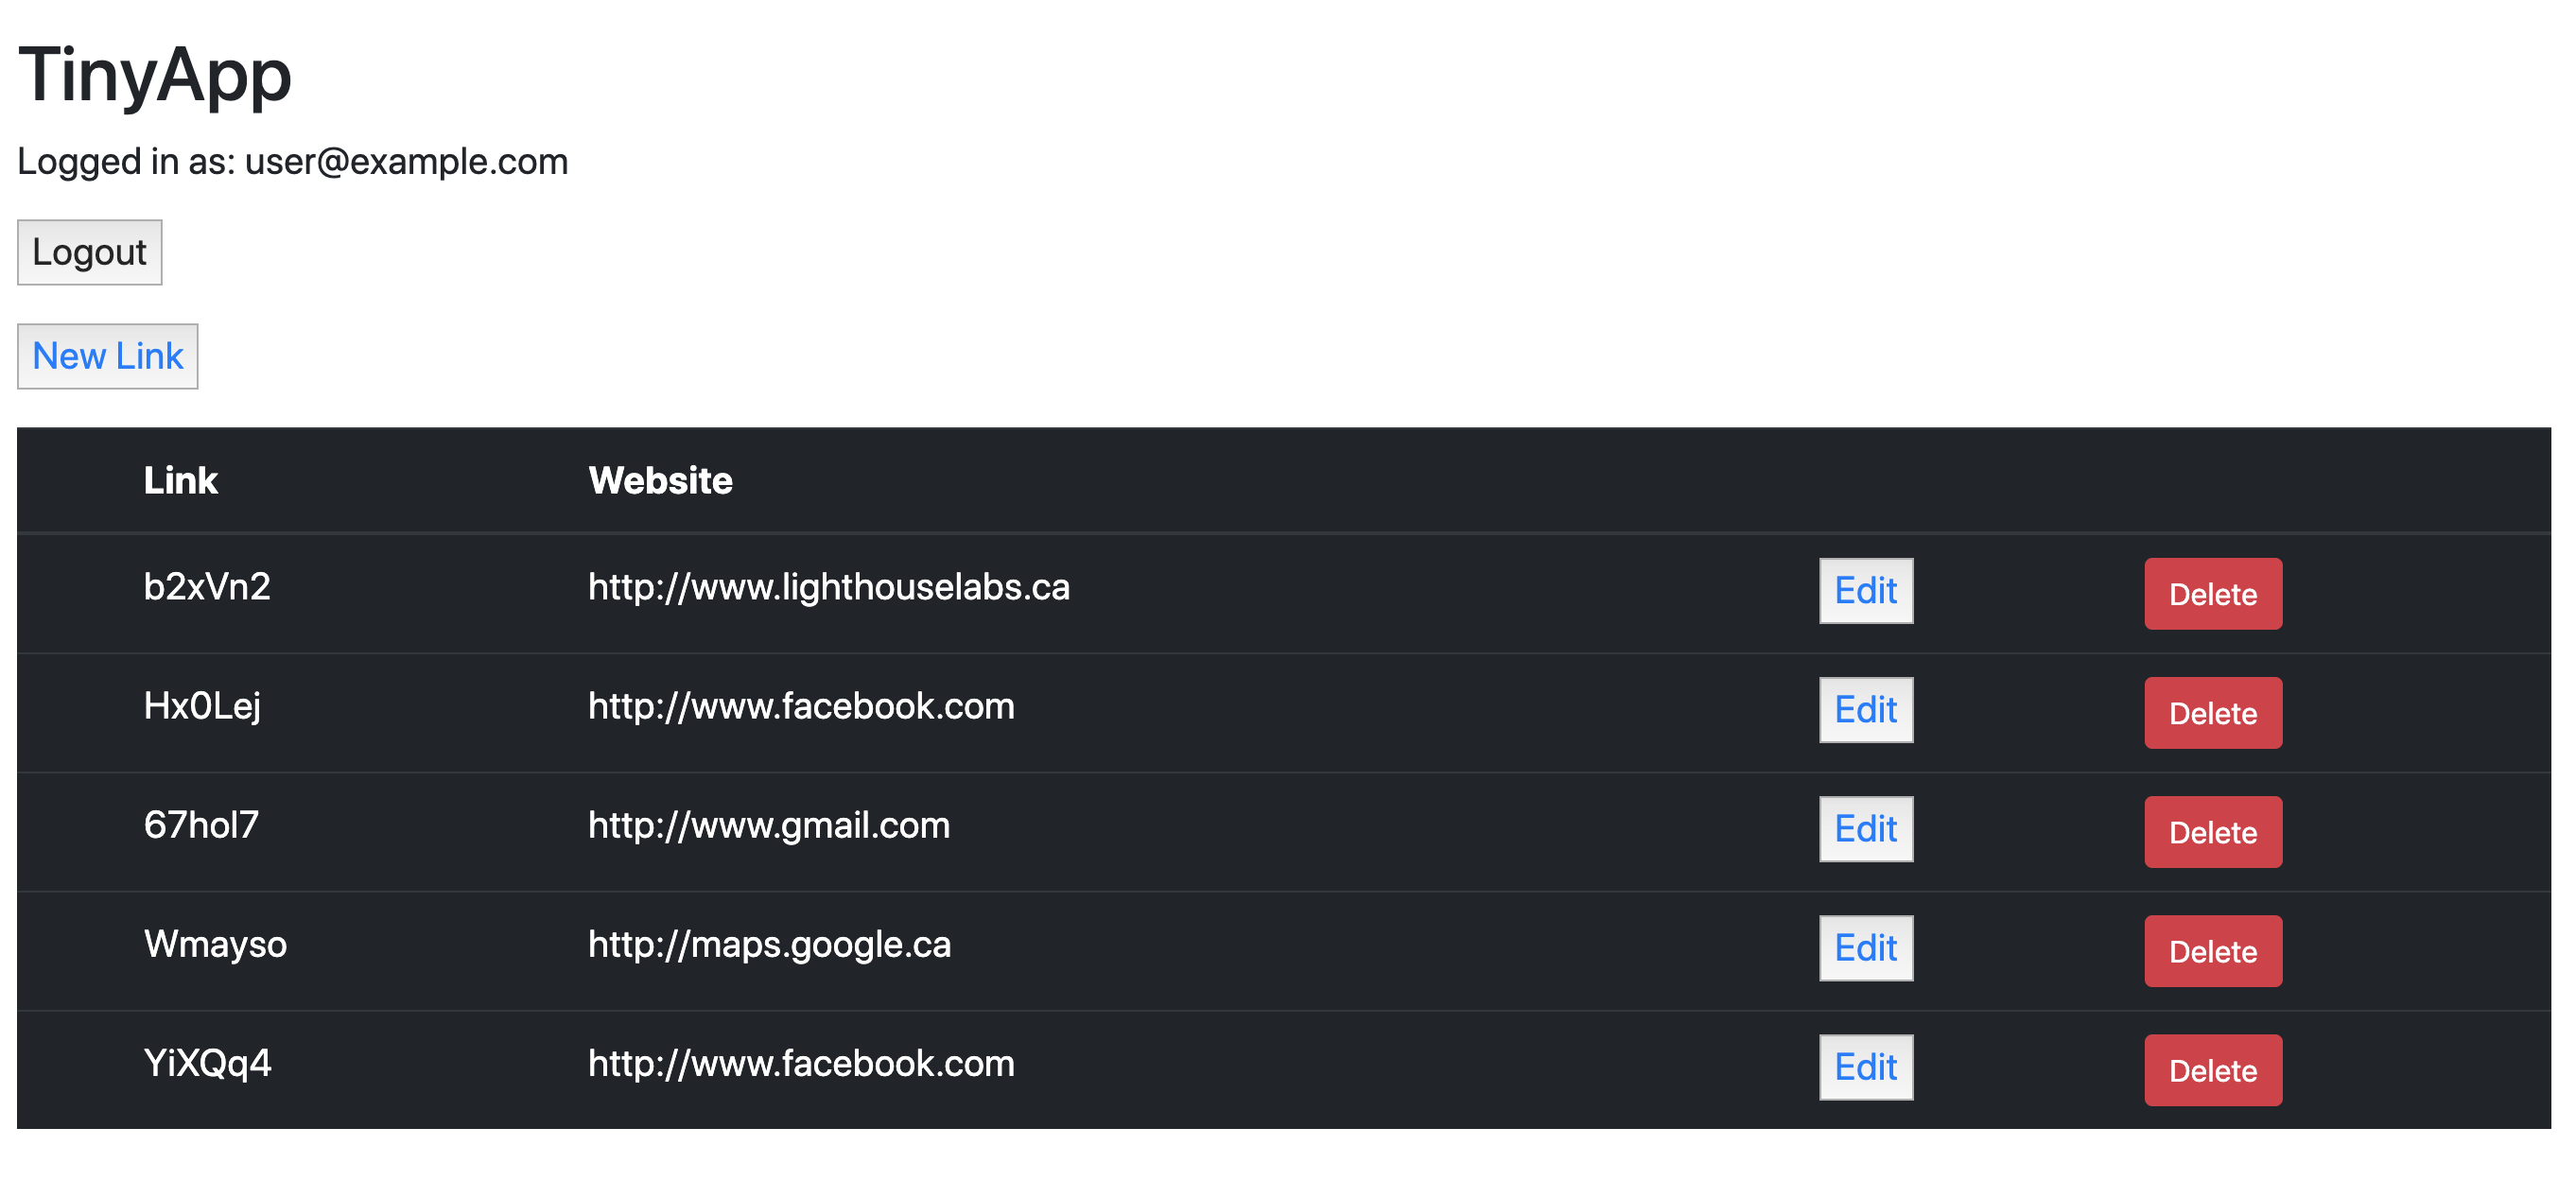 TinyApp
Logged in as: user@example.com
Logout
New Link
Link Website
b2xVn2 http://www.lighthouselabs.ca Edit Delete
Hx0Lej http://www.facebook.com Edit Delete
67hol7 http://www.gmail.com Edit Delete
Wmayso http://maps.google.ca Edit Delete
YiXQq4 http://www.facebook.com Edit Delete